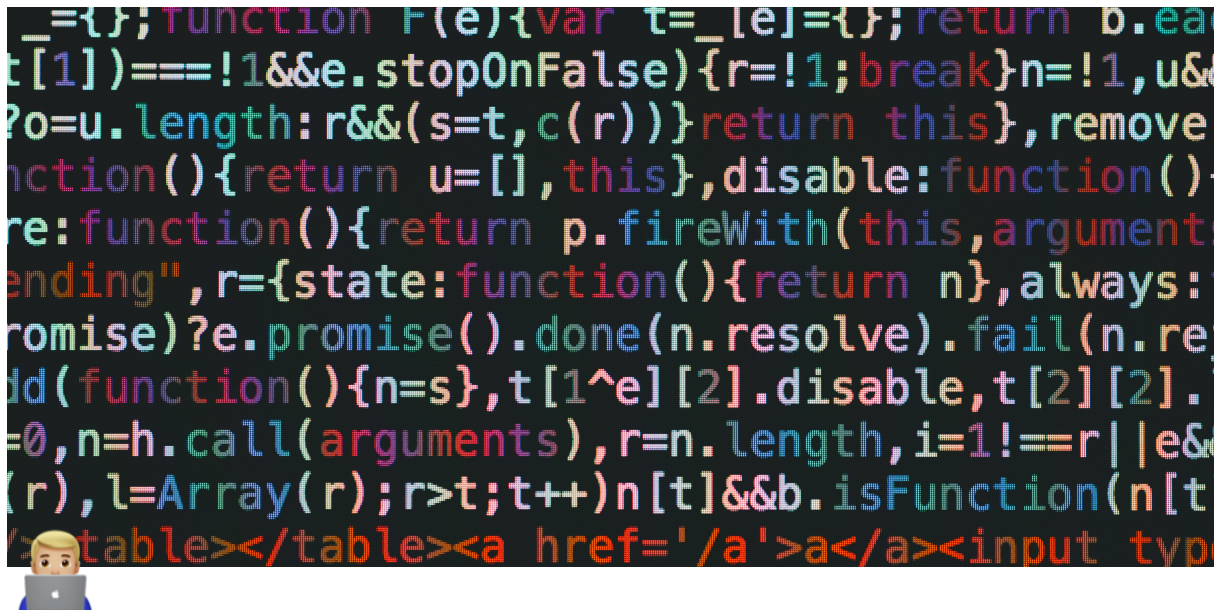 _={};function F(e){var t=_[e]={};return b.eac
t[1])===!1&&e.stopOnFalse){r=!1;break}n=!1,u&&
?o=u.length:r&&(s=t,c(r))}return this},remove
nction(){return u=[],this},disable:function()
re:function(){return p.fireWith(this,arguments
ending",r={state:function(){return n},always:
romise)?e.promise().done(n.resolve).fail(n.re
dd(function(){n=s},t[1^e][2].disable,t[2][2].
=0,n=h.call(arguments),r=n.length,i=1!==r||e&&
(r),l=Array(r);r>t;t++)n[t]&&b.isFunction(n[t
/><table></table><a href='/a'>a</a><input type